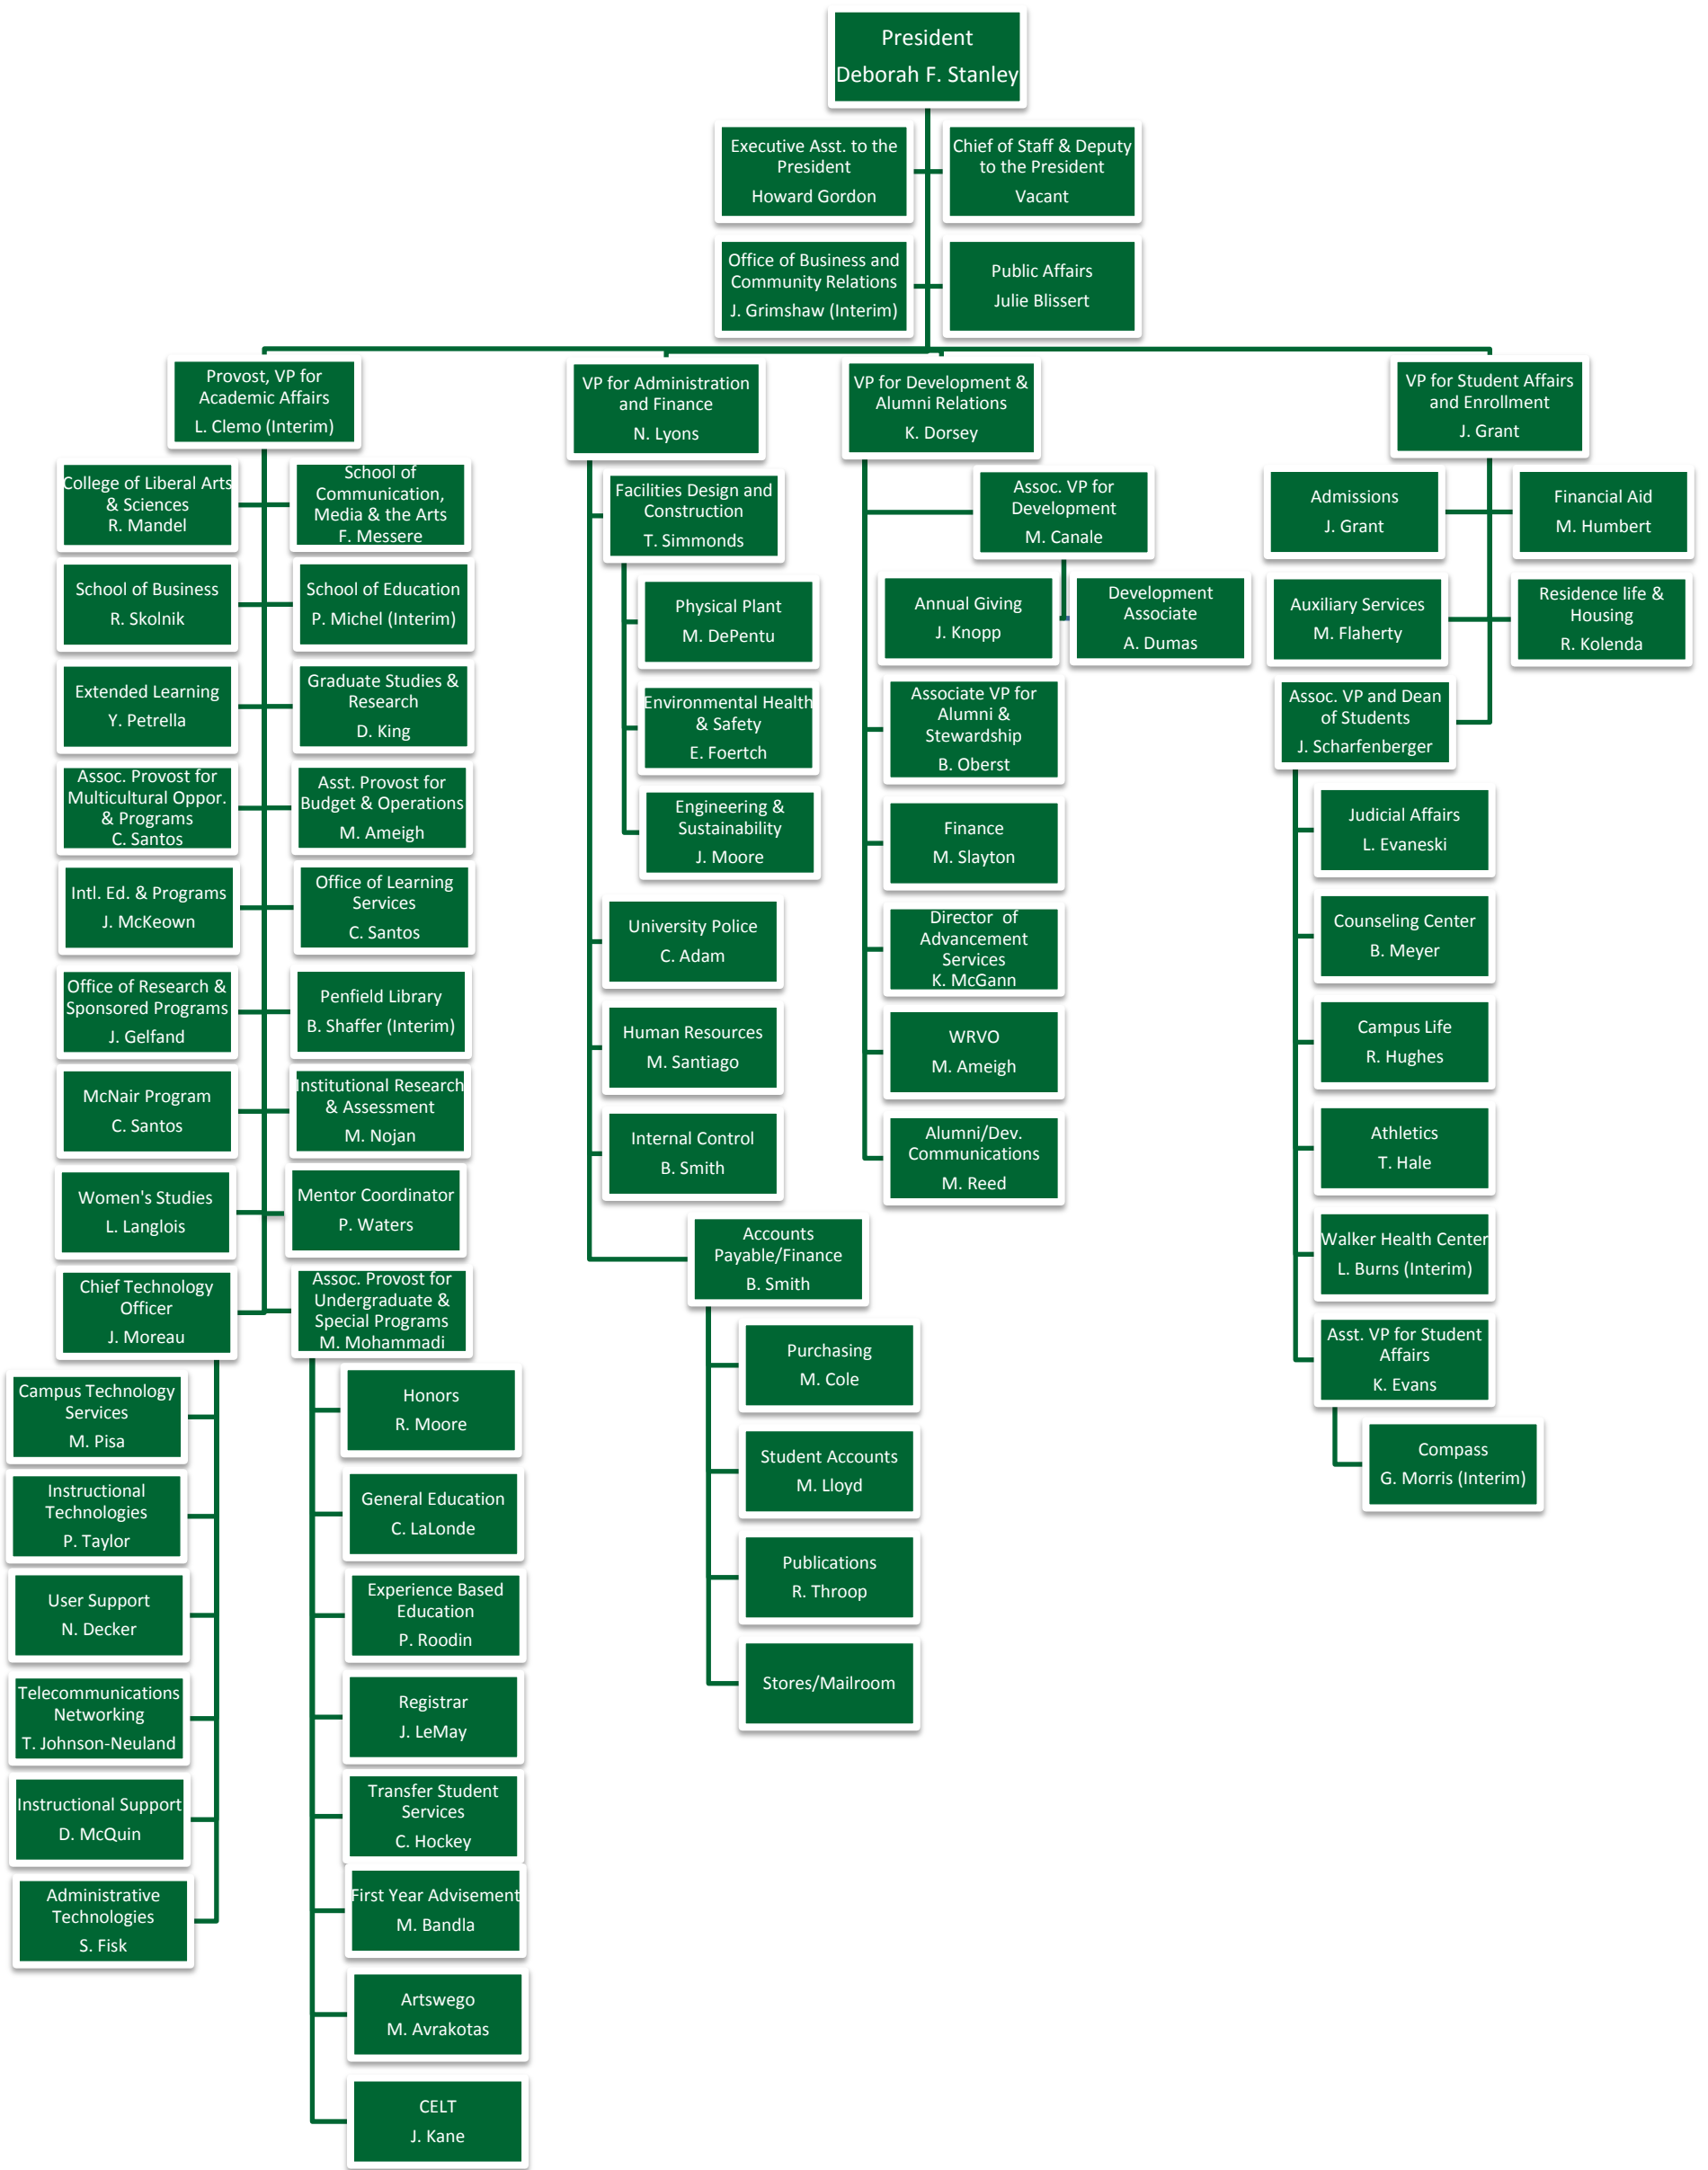 President
Deborah F. Stanley
Executive Asst. to the
President
Howard Gordon
Chief of Staff & Deputy
to the President
Vacant
Office of Business and
Community Relations
J. Grimshaw (Interim)
Public Affairs
Julie Blissert
Provost, VP for
Academic Affairs
L. Clemo (Interim)
College of Liberal Arts
& Sciences
R. Mandel
School of
Communication,
Media & the Arts
F. Messere
School of Business
R. Skolnik
School of Education
P. Michel (Interim)
Extended Learning
Y. Petrella
Graduate Studies &
Research
D. King
Assoc. Provost for
Multicultural Oppor.
& Programs
C. Santos
Asst. Provost for
Budget & Operations
M. Ameigh
Intl. Ed. & Programs
J. McKeown
Office of Learning
Services
C. Santos
Office of Research &
Sponsored Programs
J. Gelfand
Penfield Library
B. Shaffer (Interim)
McNair Program
C. Santos
Institutional Research
& Assessment
M. Nojan
Women's Studies
L. Langlois
Mentor Coordinator
P. Waters
Chief Technology
Officer
J. Moreau
Assoc. Provost for
Undergraduate &
Special Programs
M. Mohammadi
Campus Technology
Services
M. Pisa
Instructional
Technologies
P. Taylor
User Support
N. Decker
Telecommunications
Networking
T. Johnson-Neuland
Instructional Support
D. McQuin
Administrative
Technologies
S. Fisk
Honors
R. Moore
General Education
C. LaLonde
Experience Based
Education
P. Roodin
Registrar
J. LeMay
Transfer Student
Services
C. Hockey
First Year Advisement
M. Bandla
Artswego
M. Avrakotas
CELT
J. Kane
VP for Administration
and Finance
N. Lyons
Facilities Design and
Construction
T. Simmonds
Physical Plant
M. DePentu
Environmental Health
& Safety
E. Foertch
Engineering &
Sustainability
J. Moore
University Police
C. Adam
Human Resources
M. Santiago
Internal Control
B. Smith
Accounts
Payable/Finance
B. Smith
Purchasing
M. Cole
Student Accounts
M. Lloyd
Publications
R. Throop
Stores/Mailroom
VP for Development &
Alumni Relations
K. Dorsey
Assoc. VP for
Development
M. Canale
Annual Giving
J. Knopp
Development
Associate
A. Dumas
Associate VP for
Alumni &
Stewardship
B. Oberst
Finance
M. Slayton
Director of
Advancement
Services
K. McGann
WRVO
M. Ameigh
Alumni/Dev.
Communications
M. Reed
VP for Student Affairs
and Enrollment
J. Grant
Admissions
J. Grant
Financial Aid
M. Humbert
Auxiliary Services
M. Flaherty
Residence life &
Housing
R. Kolenda
Assoc. VP and Dean
of Students
J. Scharfenberger
Judicial Affairs
L. Evaneski
Counseling Center
B. Meyer
Campus Life
R. Hughes
Athletics
T. Hale
Walker Health Center
L. Burns (Interim)
Asst. VP for Student
Affairs
K. Evans
Compass
G. Morris (Interim)